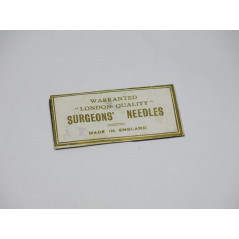 WARRANTED
"LONDON QUALITY"
SURGEONS' NEEDLES
MADE IN ENGLAND